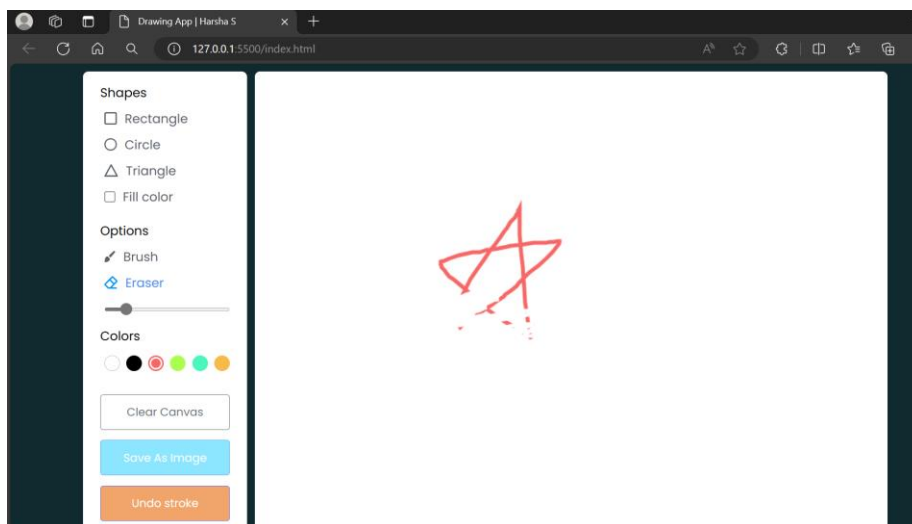 Drawing App | Harsha S
127.0.0.1:5500/index.html
Shapes
Rectangle
Circle
Triangle
Fill color
Options
Brush
Eraser
Colors
Clear Canvas
Save As Image
Undo stroke